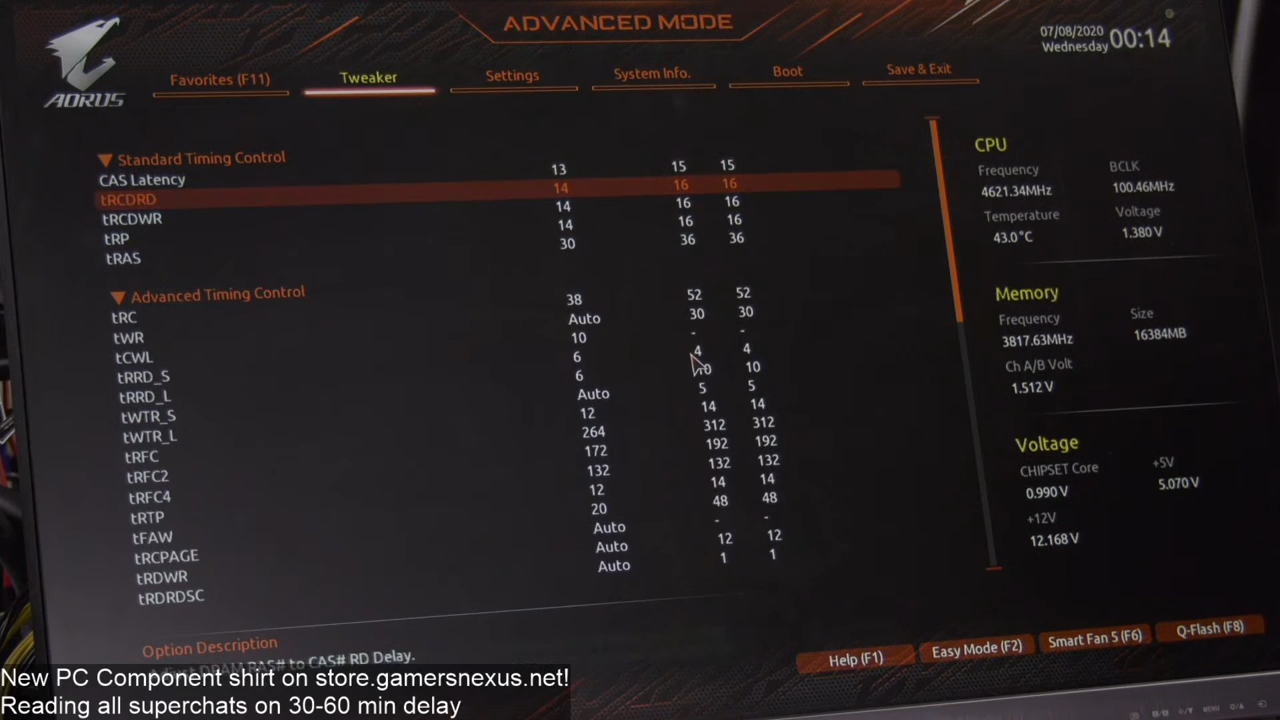 ADVANCED MODE
07/08/2020
Wednesday 00:14
AORUS
Favorites (F11) Tweaker Settings System Info. Boot Save & Exit
Standard Timing Control
CAS Latency 13 15 15
tRCDRD 14 16 16
tRCDWR 14 16 16
tRP 14 16 16
tRAS 30 36 36
Advanced Timing Control
tRC 38 52 52
tWR Auto 30 30
tCWL 10 - -
tRRD_S 6 4 4
tRRD_L 6 10 10
tWTR_S Auto 5 5
tWTR_L 12 14 14
tRFC 264 312 312
tRFC2 172 192 192
tRFC4 132 132 132
tRTP 12 14 14
tFAW 20 48 48
tRCPAGE Auto - -
tRDWR Auto 12 12
tRDRDSC Auto 1 1
Option Description
Adjust DRAM RAS# to CAS# RD Delay.
CPU
Frequency BCLK
4621.34MHz 100.46MHz
Temperature Voltage
43.0°C 1.380 V
Memory
Frequency Size
3817.63MHz 16384MB
Ch A/B Volt
1.512 V
Voltage
CHIPSET Core +5V
0.990 V 5.070 V
+12V
12.168 V
Help (F1) Easy Mode (F2) Smart Fan 5 (F6) Q-Flash (F8)
New PC Component shirt on store.gamersnexus.net!
Reading all superchats on 30-60 min delay